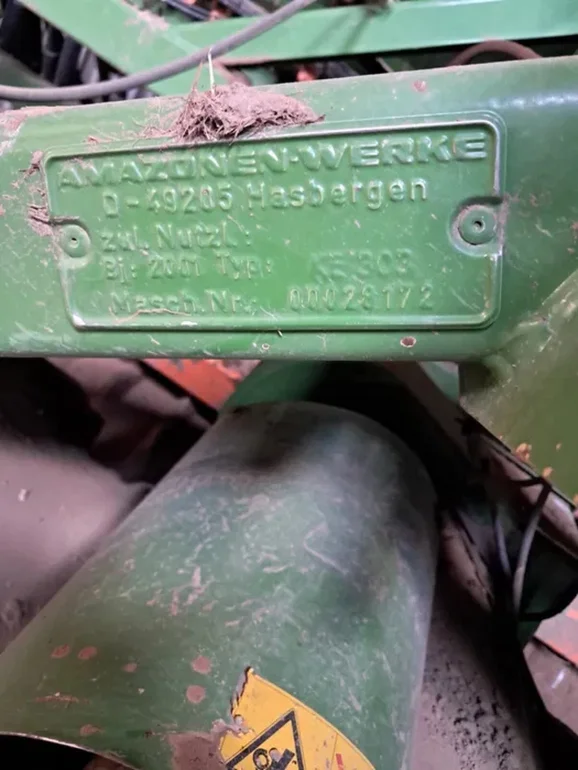 AMAZONEN-WERKE
D-49205 Hasbergen
zul. Nutzl.:
Bj: 2001 Typ: KE 303
Masch.Nr.: 00028172